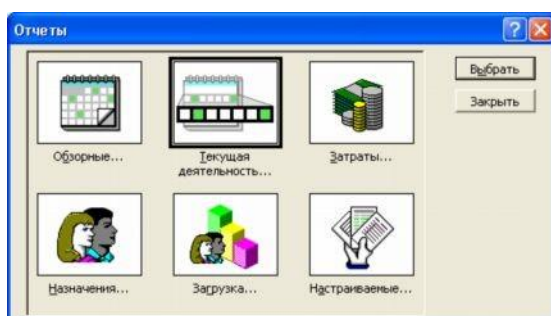 Отчеты
Выбрать
Закрыть
Обзорные...
Текущая
деятельность...
Затраты...
Назначения...
Загрузка...
Настраиваемые...